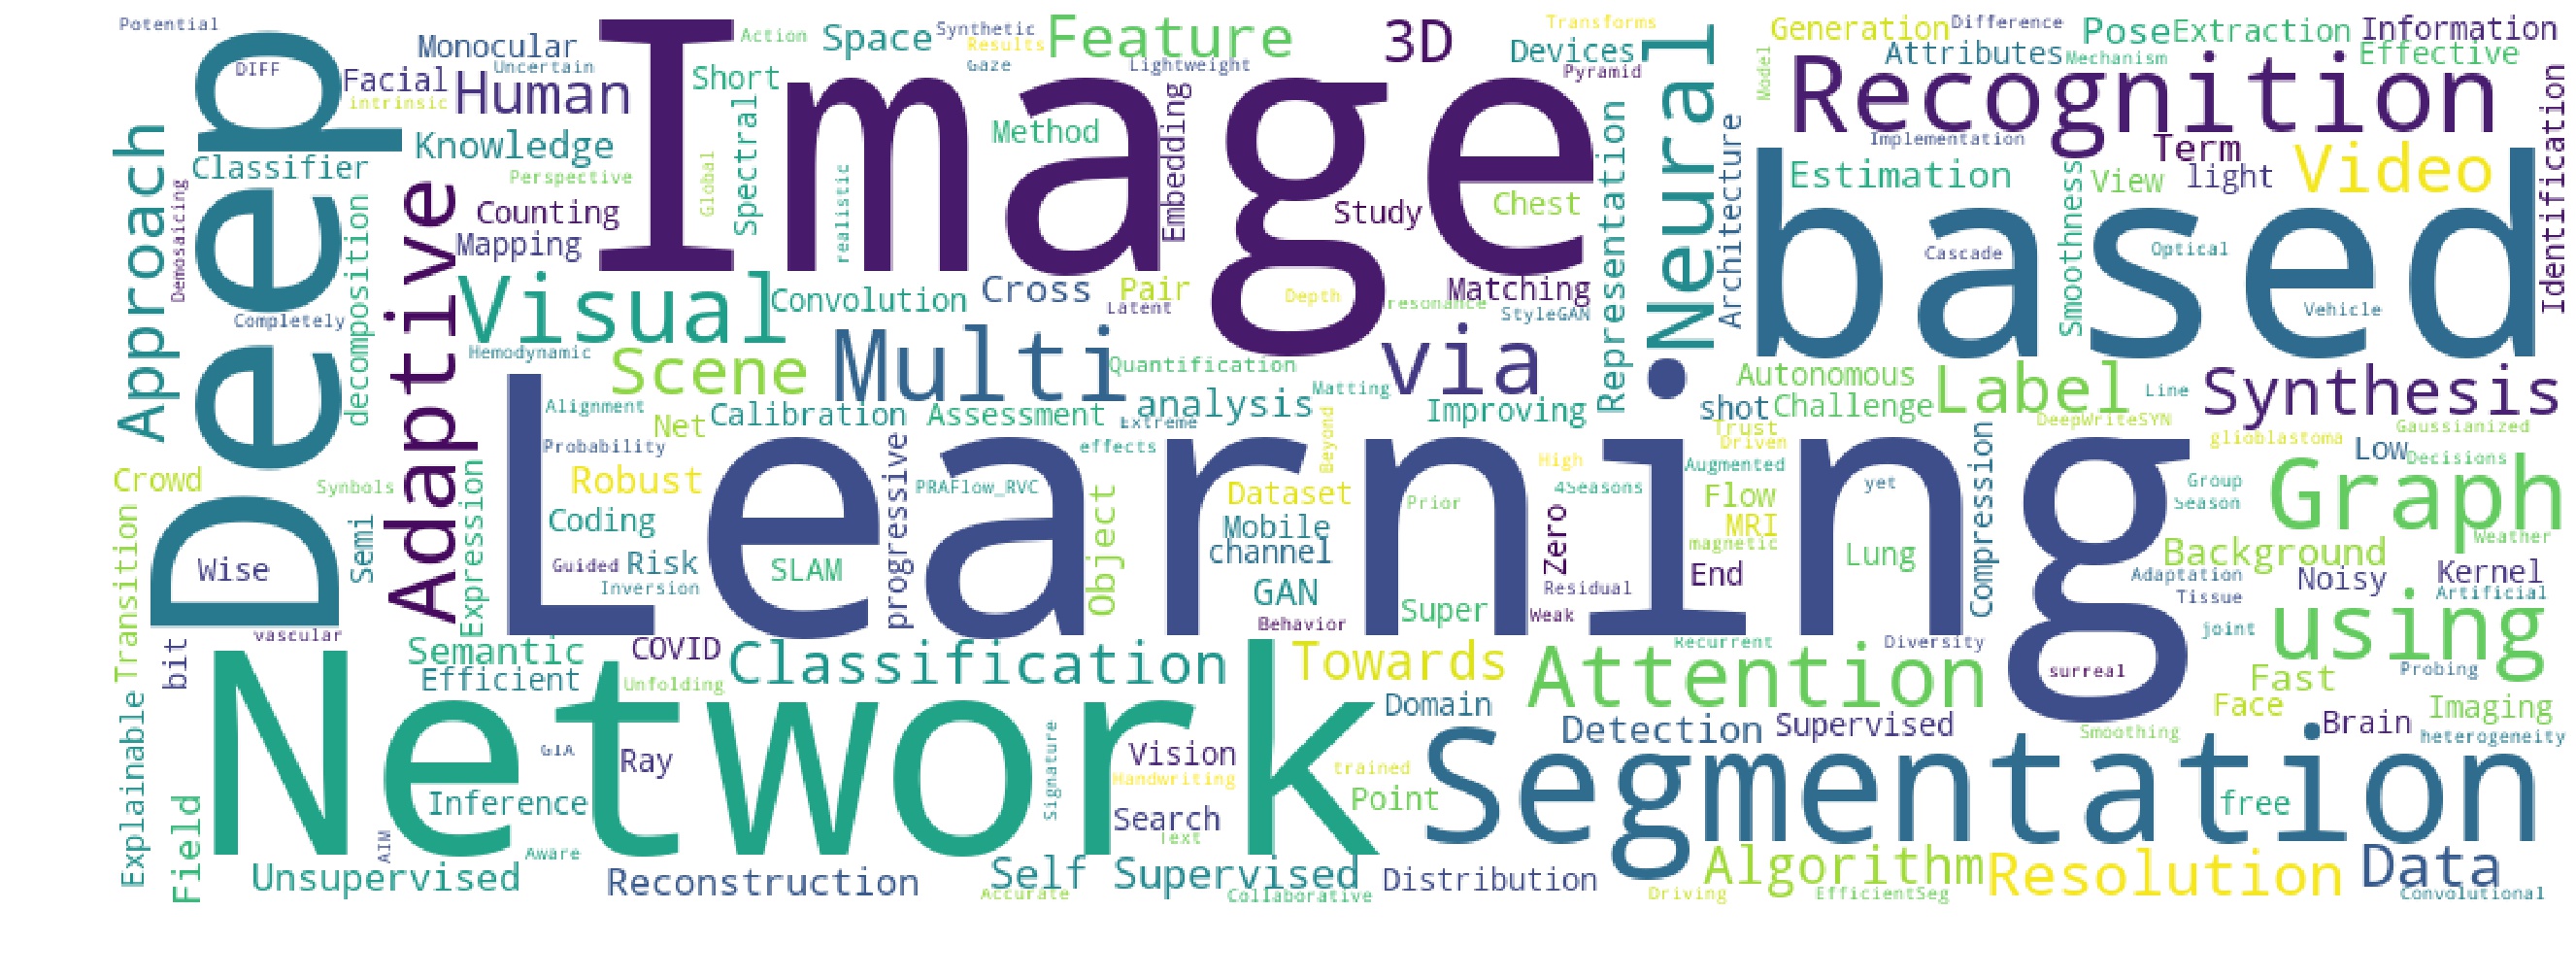 Potential
Image
Action
Space
Synthetic
Results
Feature
3D
Transforms
Devices
Neural
Generation
Difference
Pose
Extraction
Information
Monocular
Uncertain
DIFF
Facial
intrinsic
Human
Short
Gaze
Lightweight
Pyramid
Model
Attributes
Mechanism
Effective
Deep
Recognition
Identification
Approach
Classifier
Knowledge
Perspective
Global
Spectral
realistic
Method
Embedding
Representation
Architecture
Implementation
Term
Video
Demosaicing
decomposition
Adaptive
Counting
Mapping
Study
Chest
based
Estimation
View
light
Smoothness
Cascade
Optical
Vehicle
Completely
Visual
Convolution
Cross
Pair
Latent
Depth
resonance
Matching
StyleGAN
Hemodynamic
Scene
Multi
Quantification
via
Matting
Autonomous
Label
Line
Synthesis
Alignment
Net
Calibration
Assessment
analysis
Extreme
Improving
shot
Challenge
Trust
Driven
DeepWriteSYN
Gaussianized
glioblastoma
Low
Decisions
Probability
Learning
progressive
effects
Beyond
High
Augmented
Compression
Crowd
Symbols
Expression
Robust
PRAFlow_RVC
Dataset
Prior
4Seasons
Flow
yet
Group
Season
Graph
Weather
Transition
Semi
Coding
Object
Mobile
channel
Zero
MRI
magnetic
Lung
Background
Wise
Guided
Risk
Inversion
SLAM
GAN
Super
Residual
Weak
End
Adaptation
Tissue
Noisy
Kernel
Artificial
vascular
bit
Behavior
Recurrent
Diversity
joint
using
Semantic
Efficient
COVID
Unfolding
Classification
Towards
Attention
surreal
Probing
Fast
Face
Imaging
Explainable
Network
Domain
Detection
Supervised
Smoothing
Brain
heterogeneity
GIA
Ray
Signature
Vision
Handwriting
trained
Segmentation
Field
Inference
Search
Text
Point
free
AIM
Aware
Unsupervised
Reconstruction
Self Supervised
Accurate
Collaborative
Distribution
Algorithm
Driving
EfficientSeg
Resolution
Data
Convolutional